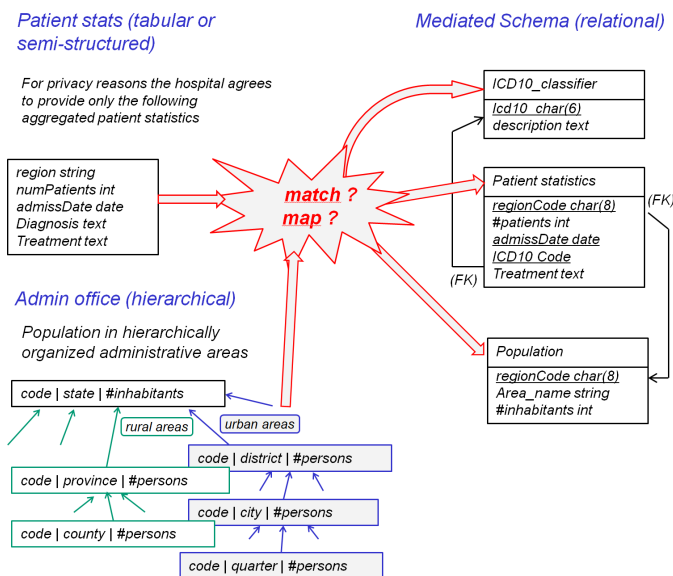 Patient stats (tabular or
semi-structured)
Mediated Schema (relational)
For privacy reasons the hospital agrees
to provide only the following
aggregated patient statistics
ICD10_classifier
Icd10 char(6)
description text
region string
numPatients int
admissDate date
Diagnosis text
Treatment text
match ?
map ?
Patient statistics
regionCode char(8)
#patients int
admissDate date
ICD10 Code
Treatment text
(FK)
(FK)
Admin office (hierarchical)
Population in hierarchically
organized administrative areas
Population
regionCode char(8)
Area_name string
#inhabitants int
code | state | #inhabitants
rural areas
urban areas
code | district | #persons
code | province | #persons
code | city | #persons
code | county | #persons
code | quarter | #persons